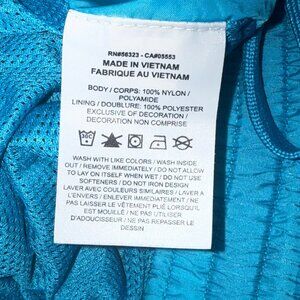 RN#56323 - CA#05553
MADE IN VIETNAM
FABRIQUE AU VIETNAM
BODY / CORPS: 100% NYLON /
POLYAMIDE
LINING / DOUBLURE: 100% POLYESTER
EXCLUSIVE OF DECORATION /
DECORATION NON COMPRISE
WASH WITH LIKE COLORS / WASH INSIDE
OUT / REMOVE IMMEDIATELY / DO NOT ALLOW
TO LAY ON ITSELF WHEN WET / DO NOT USE
SOFTENERS / DO NOT IRON DESIGN
LAVER AVEC COULEURS SIMILAIRES / LAVER A
L'ENVERS / ENLEVER IMMEDIATEMENT / NE
PAS LAISSER LE VÊTEMENT PLIÉ LORSQU'IL
EST MOUILLÉ / NE PAS UTILISER
D'ADOUCISSEUR / NE PAS REPASSER LE
DESSIN